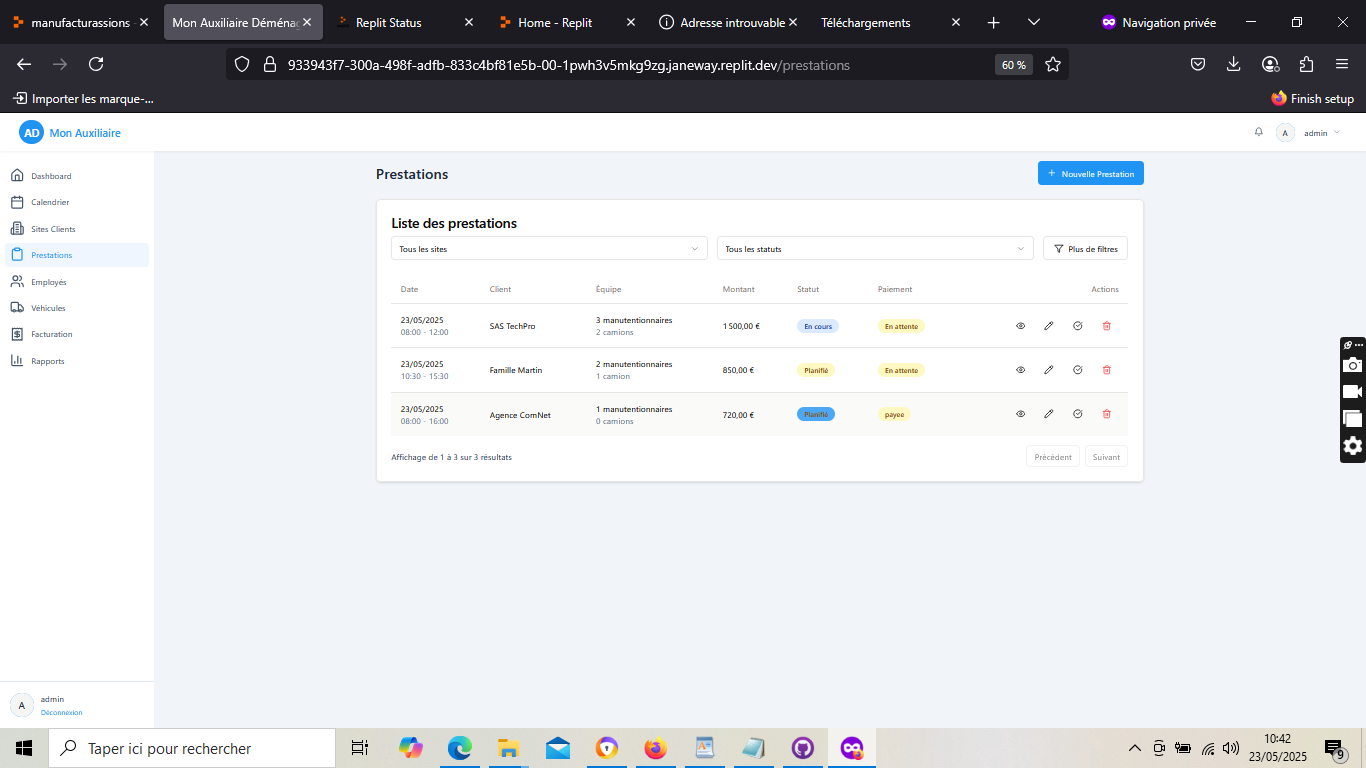 manufacturassions -
Mon Auxiliaire Déménag
Replit Status
Home - Replit
Adresse introuvable
Téléchargements
Navigation privée
933943f7-300a-498f-adfb-833c4bf81e5b-00-1pwh3v5mkg9zg.janeway.replit.dev/prestations
60 %
Importer les marque-...
Finish setup
AD Mon Auxiliaire
A admin
Dashboard
Calendrier
Sites Clients
Prestations
Employés
Véhicules
Facturation
Rapports
A admin
Déconnexion
Prestations
+ Nouvelle Prestation
Liste des prestations
Tous les sites
Tous les statuts
Plus de filtres
Date Client Équipe Montant Statut Paiement Actions
23/05/2025 3 manutentionnaires
08:00 - 12:00 SAS TechPro 2 camions 1 500,00 € En cours En attente
23/05/2025 2 manutentionnaires
10:30 - 15:30 Famille Martin 1 camion 850,00 € Planifié En attente
23/05/2025 1 manutentionnaires
08:00 - 16:00 Agence ComNet 0 camions 720,00 € Planifié payee
Affichage de 1 à 3 sur 3 résultats
Précédent
Suivant
Taper ici pour rechercher
10:42
23/05/2025
9